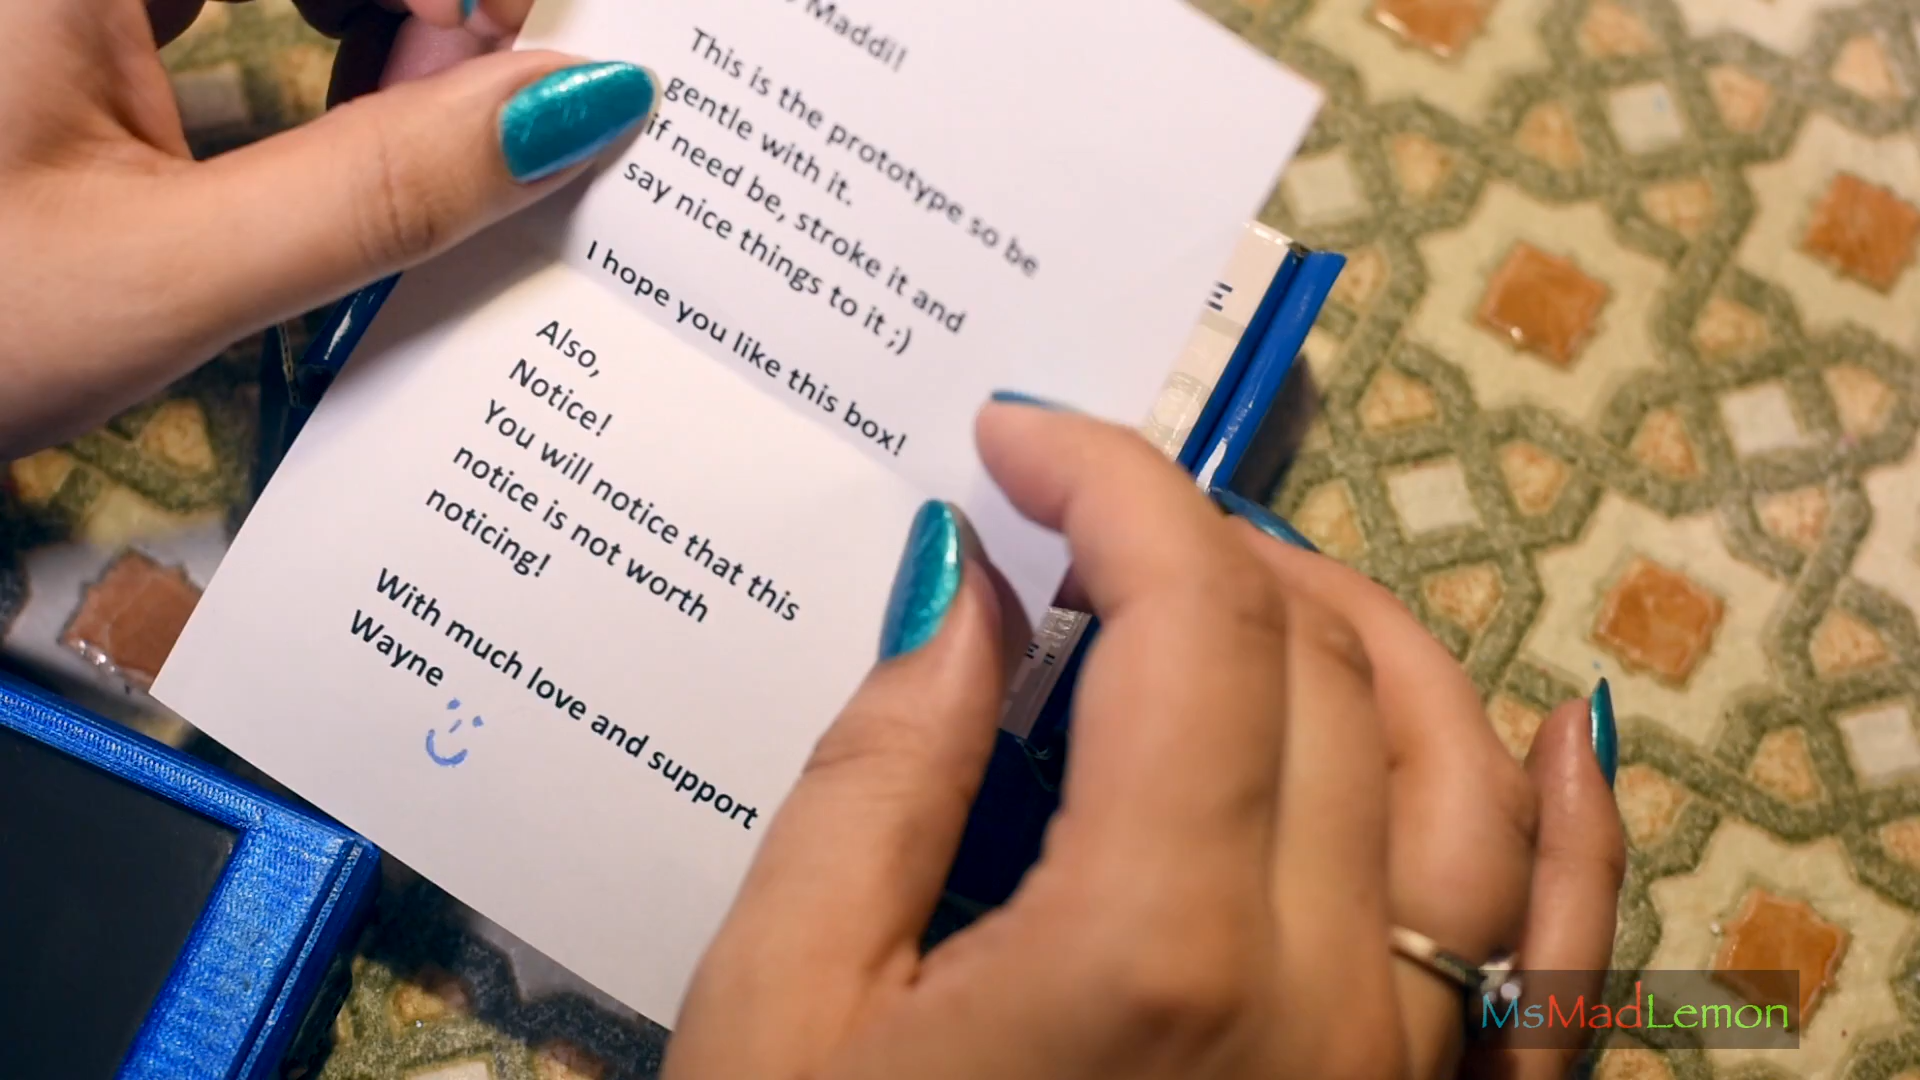 Maddi!
This is the prototype so be
gentle with it.
if need be, stroke it and
say nice things to it ;)
I hope you like this box!
Also,
Notice!
You will notice that this
notice is not worth
noticing!
With much love and support
Wayne
MsMadLemon